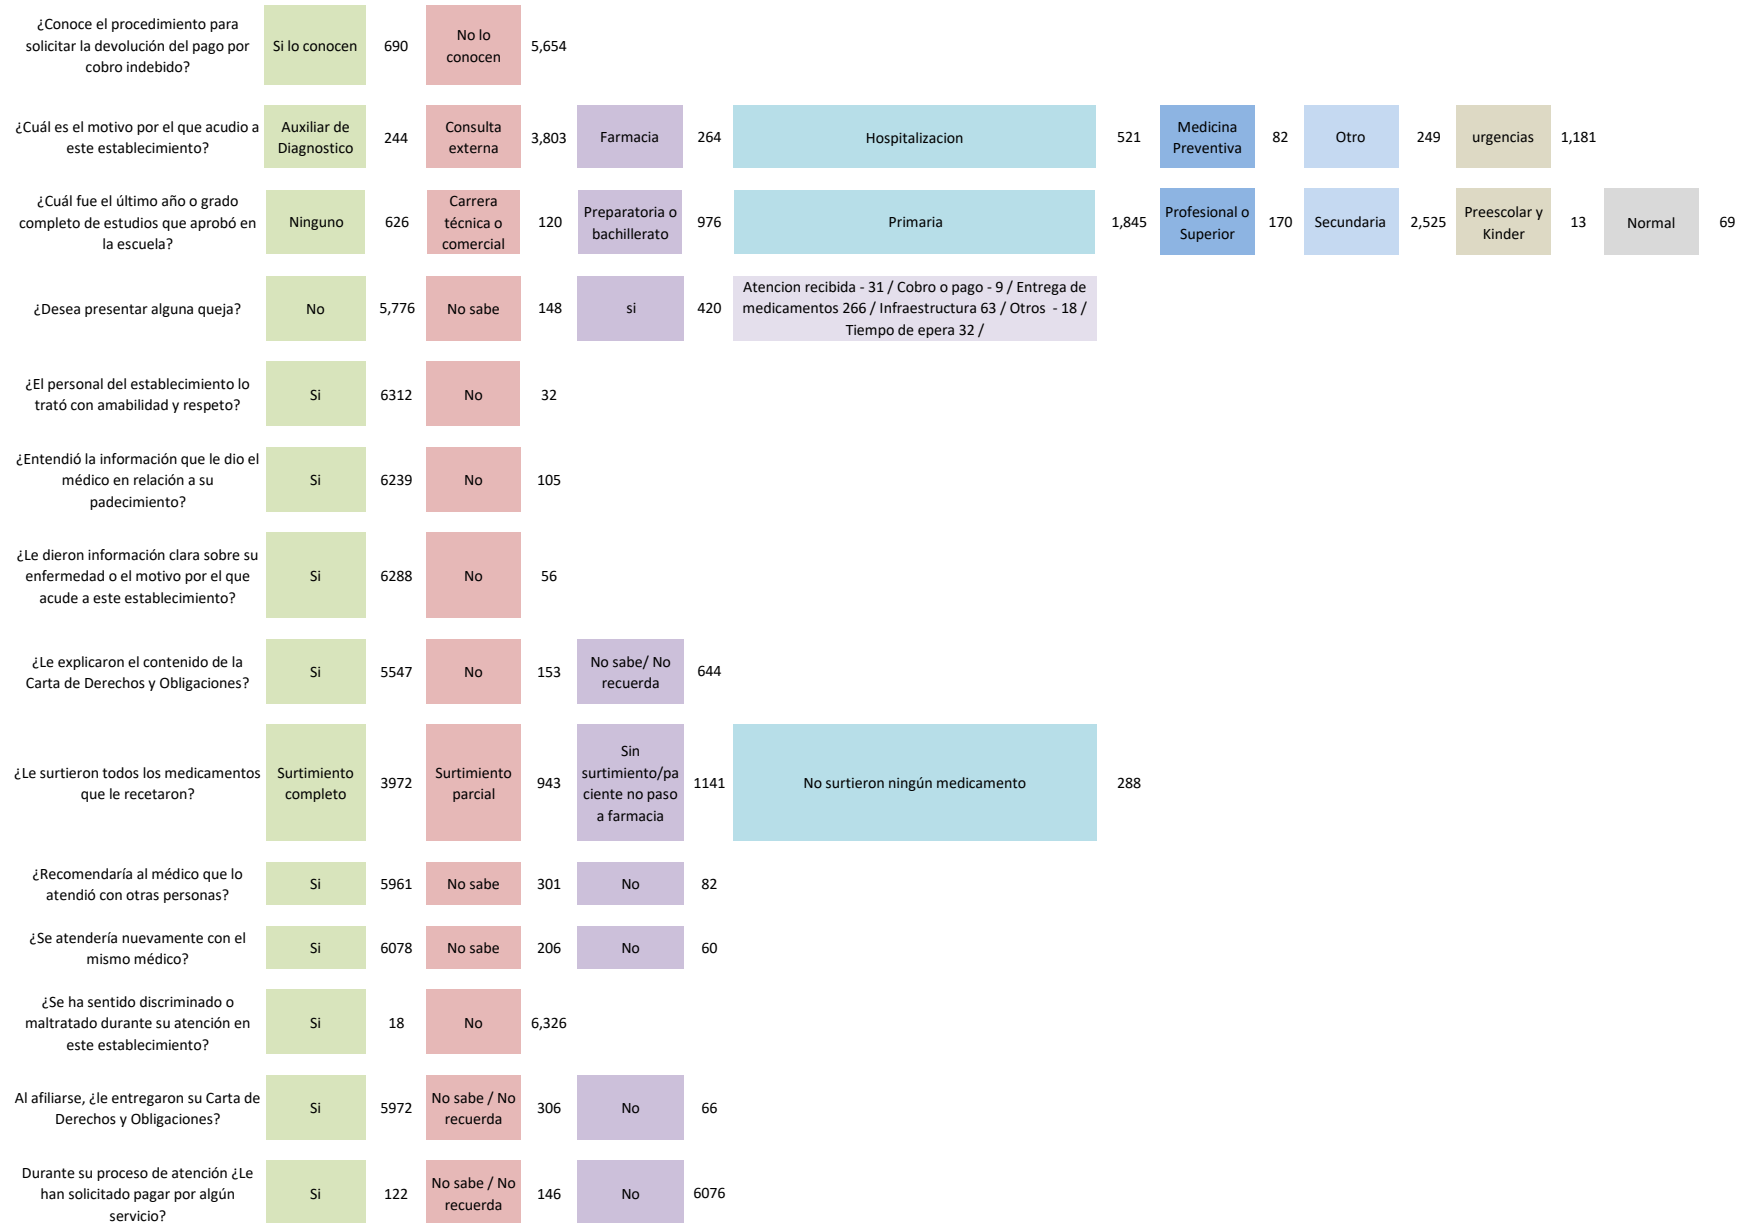 ¿Conoce el procedimiento para
solicitar la devolución del pago por
cobro indebido?
Si lo conocen
690
No lo
conocen
5,654
¿Cuál es el motivo por el que acudio a
este establecimiento?
Auxiliar de
Diagnostico
244
Consulta
externa
3,803
Farmacia
264
Hospitalizacion
521
Medicina
Preventiva
82
Otro
249
urgencias
1,181
¿Cuál fue el último año o grado
completo de estudios que aprobó en
la escuela?
Ninguno
626
Carrera
técnica o
comercial
120
Preparatoria o
bachillerato
976
Primaria
1,845
Profesional o
Superior
170
Secundaria
2,525
Preescolar y
Kinder
13
Normal
69
¿Desea presentar alguna queja?
No
5,776
No sabe
148
si
420
Atencion recibida - 31 / Cobro o pago - 9 / Entrega de
medicamentos 266 / Infraestructura 63 / Otros  - 18 /
Tiempo de epera 32 /
¿El personal del establecimiento lo
trató con amabilidad y respeto?
Si
6312
No
32
¿Entendió la información que le dio el
médico en relación a su
padecimiento?
Si
6239
No
105
¿Le dieron información clara sobre su
enfermedad o el motivo por el que
acude a este establecimiento?
Si
6288
No
56
¿Le explicaron el contenido de la
Carta de Derechos y Obligaciones?
Si
5547
No
153
No sabe/ No
recuerda
644
¿Le surtieron todos los medicamentos
que le recetaron?
Surtimiento
completo
3972
Surtimiento
parcial
943
Sin
surtimiento/pa
ciente no paso
a farmacia
1141
No surtieron ningún medicamento
288
¿Recomendaría al médico que lo
atendió con otras personas?
Si
5961
No sabe
301
No
82
¿Se atendería nuevamente con el
mismo médico?
Si
6078
No sabe
206
No
60
¿Se ha sentido discriminado o
maltratado durante su atención en
este establecimiento?
Si
18
No
6,326
Al afiliarse, ¿le entregaron su Carta de
Derechos y Obligaciones?
Si
5972
No sabe / No
recuerda
306
No
66
Durante su proceso de atención ¿Le
han solicitado pagar por algún
servicio?
Si
122
No sabe / No
recuerda
146
No
6076